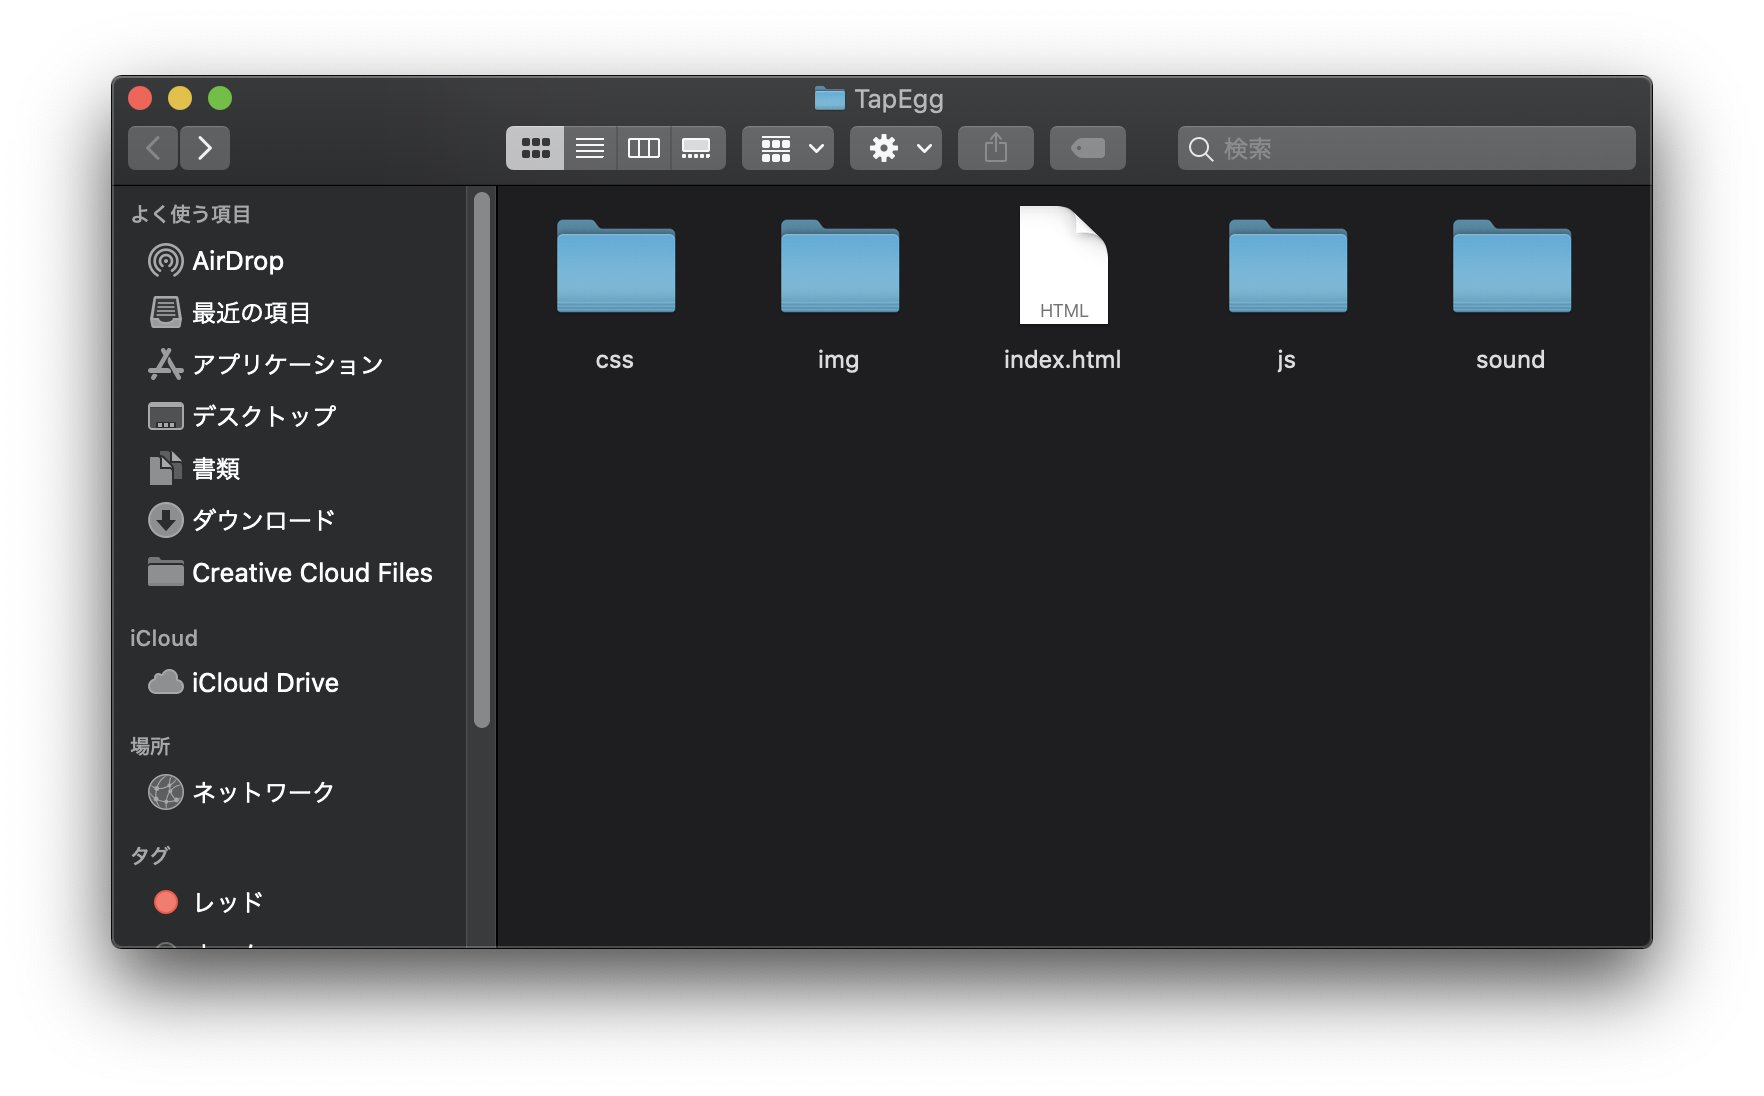 TapEgg
検索
よく使う項目
AirDrop
最近の項目
アプリケーション
デスクトップ
書類
ダウンロード
Creative Cloud Files
iCloud
iCloud Drive
場所
ネットワーク
タグ
レッド
css
img
HTML
index.html
js
sound